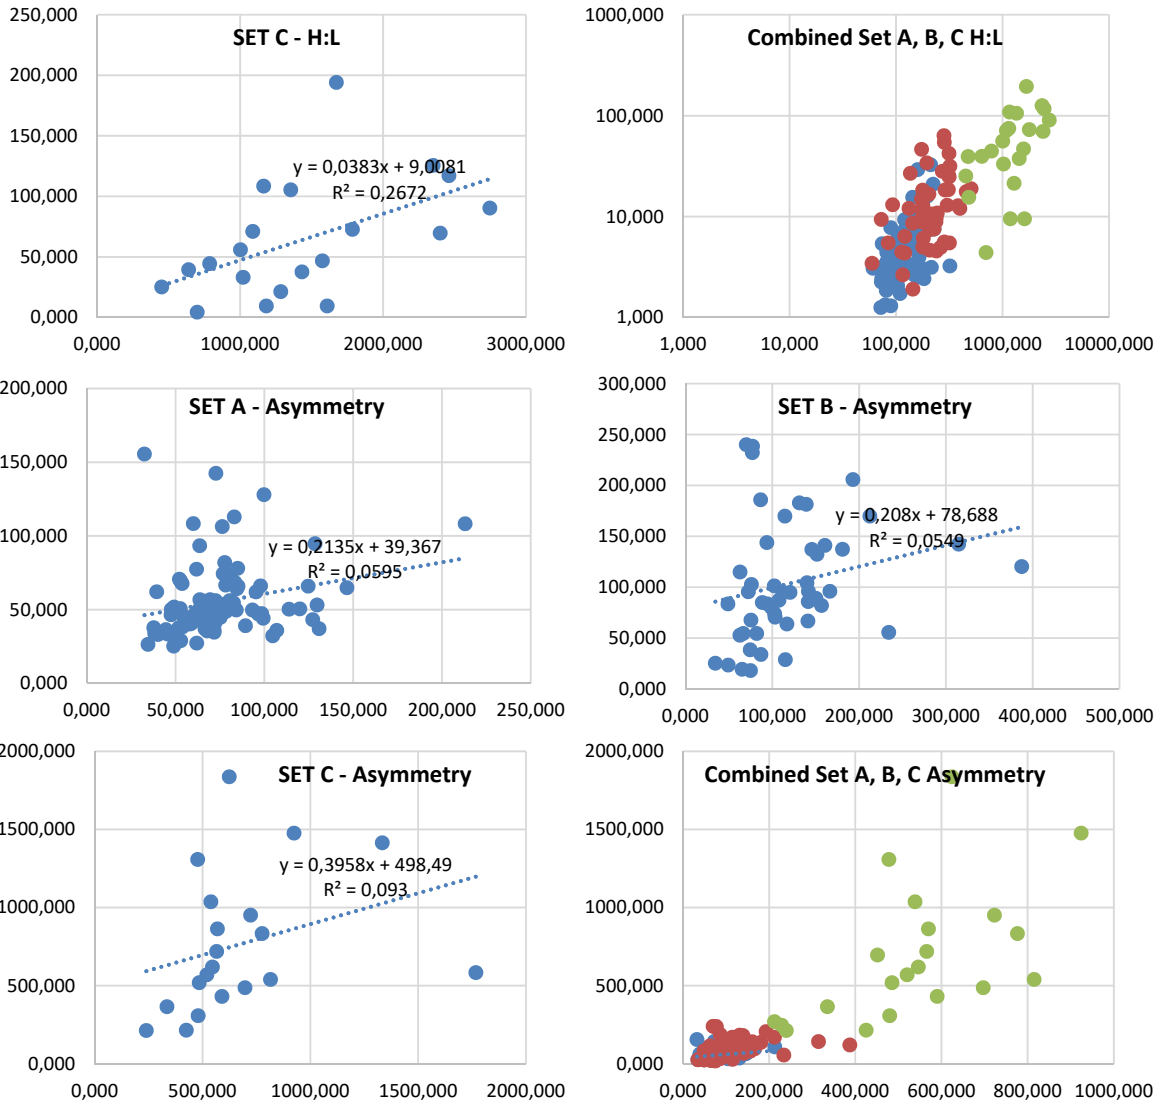 SET C - H:L
250,000
200,000
150,000
100,000
50,000
0,000
y = 0,0383x + 9,0081
R² = 0,2672
0,000 1000,000 2000,000 3000,000
Combined Set A, B, C H:L
1000,000
100,000
10,000
1,000
1,000 10,000 100,000 1000,000 10000,000
SET A - Asymmetry
200,000
150,000
100,000
50,000
0,000
y = 0,2135x + 39,367
R² = 0,0595
0,000 50,000 100,000 150,000 200,000 250,000
SET B - Asymmetry
300,000
250,000
200,000
150,000
100,000
50,000
0,000
y = 0,208x + 78,688
R² = 0,0549
0,000 100,000 200,000 300,000 400,000 500,000
SET C - Asymmetry
2000,000
1500,000
1000,000
500,000
0,000
y = 0,3958x + 498,49
R² = 0,093
0,000 500,000 1000,000 1500,000 2000,000
Combined Set A, B, C Asymmetry
2000,000
1500,000
1000,000
500,000
0,000
0,000 200,000 400,000 600,000 800,000 1000,000